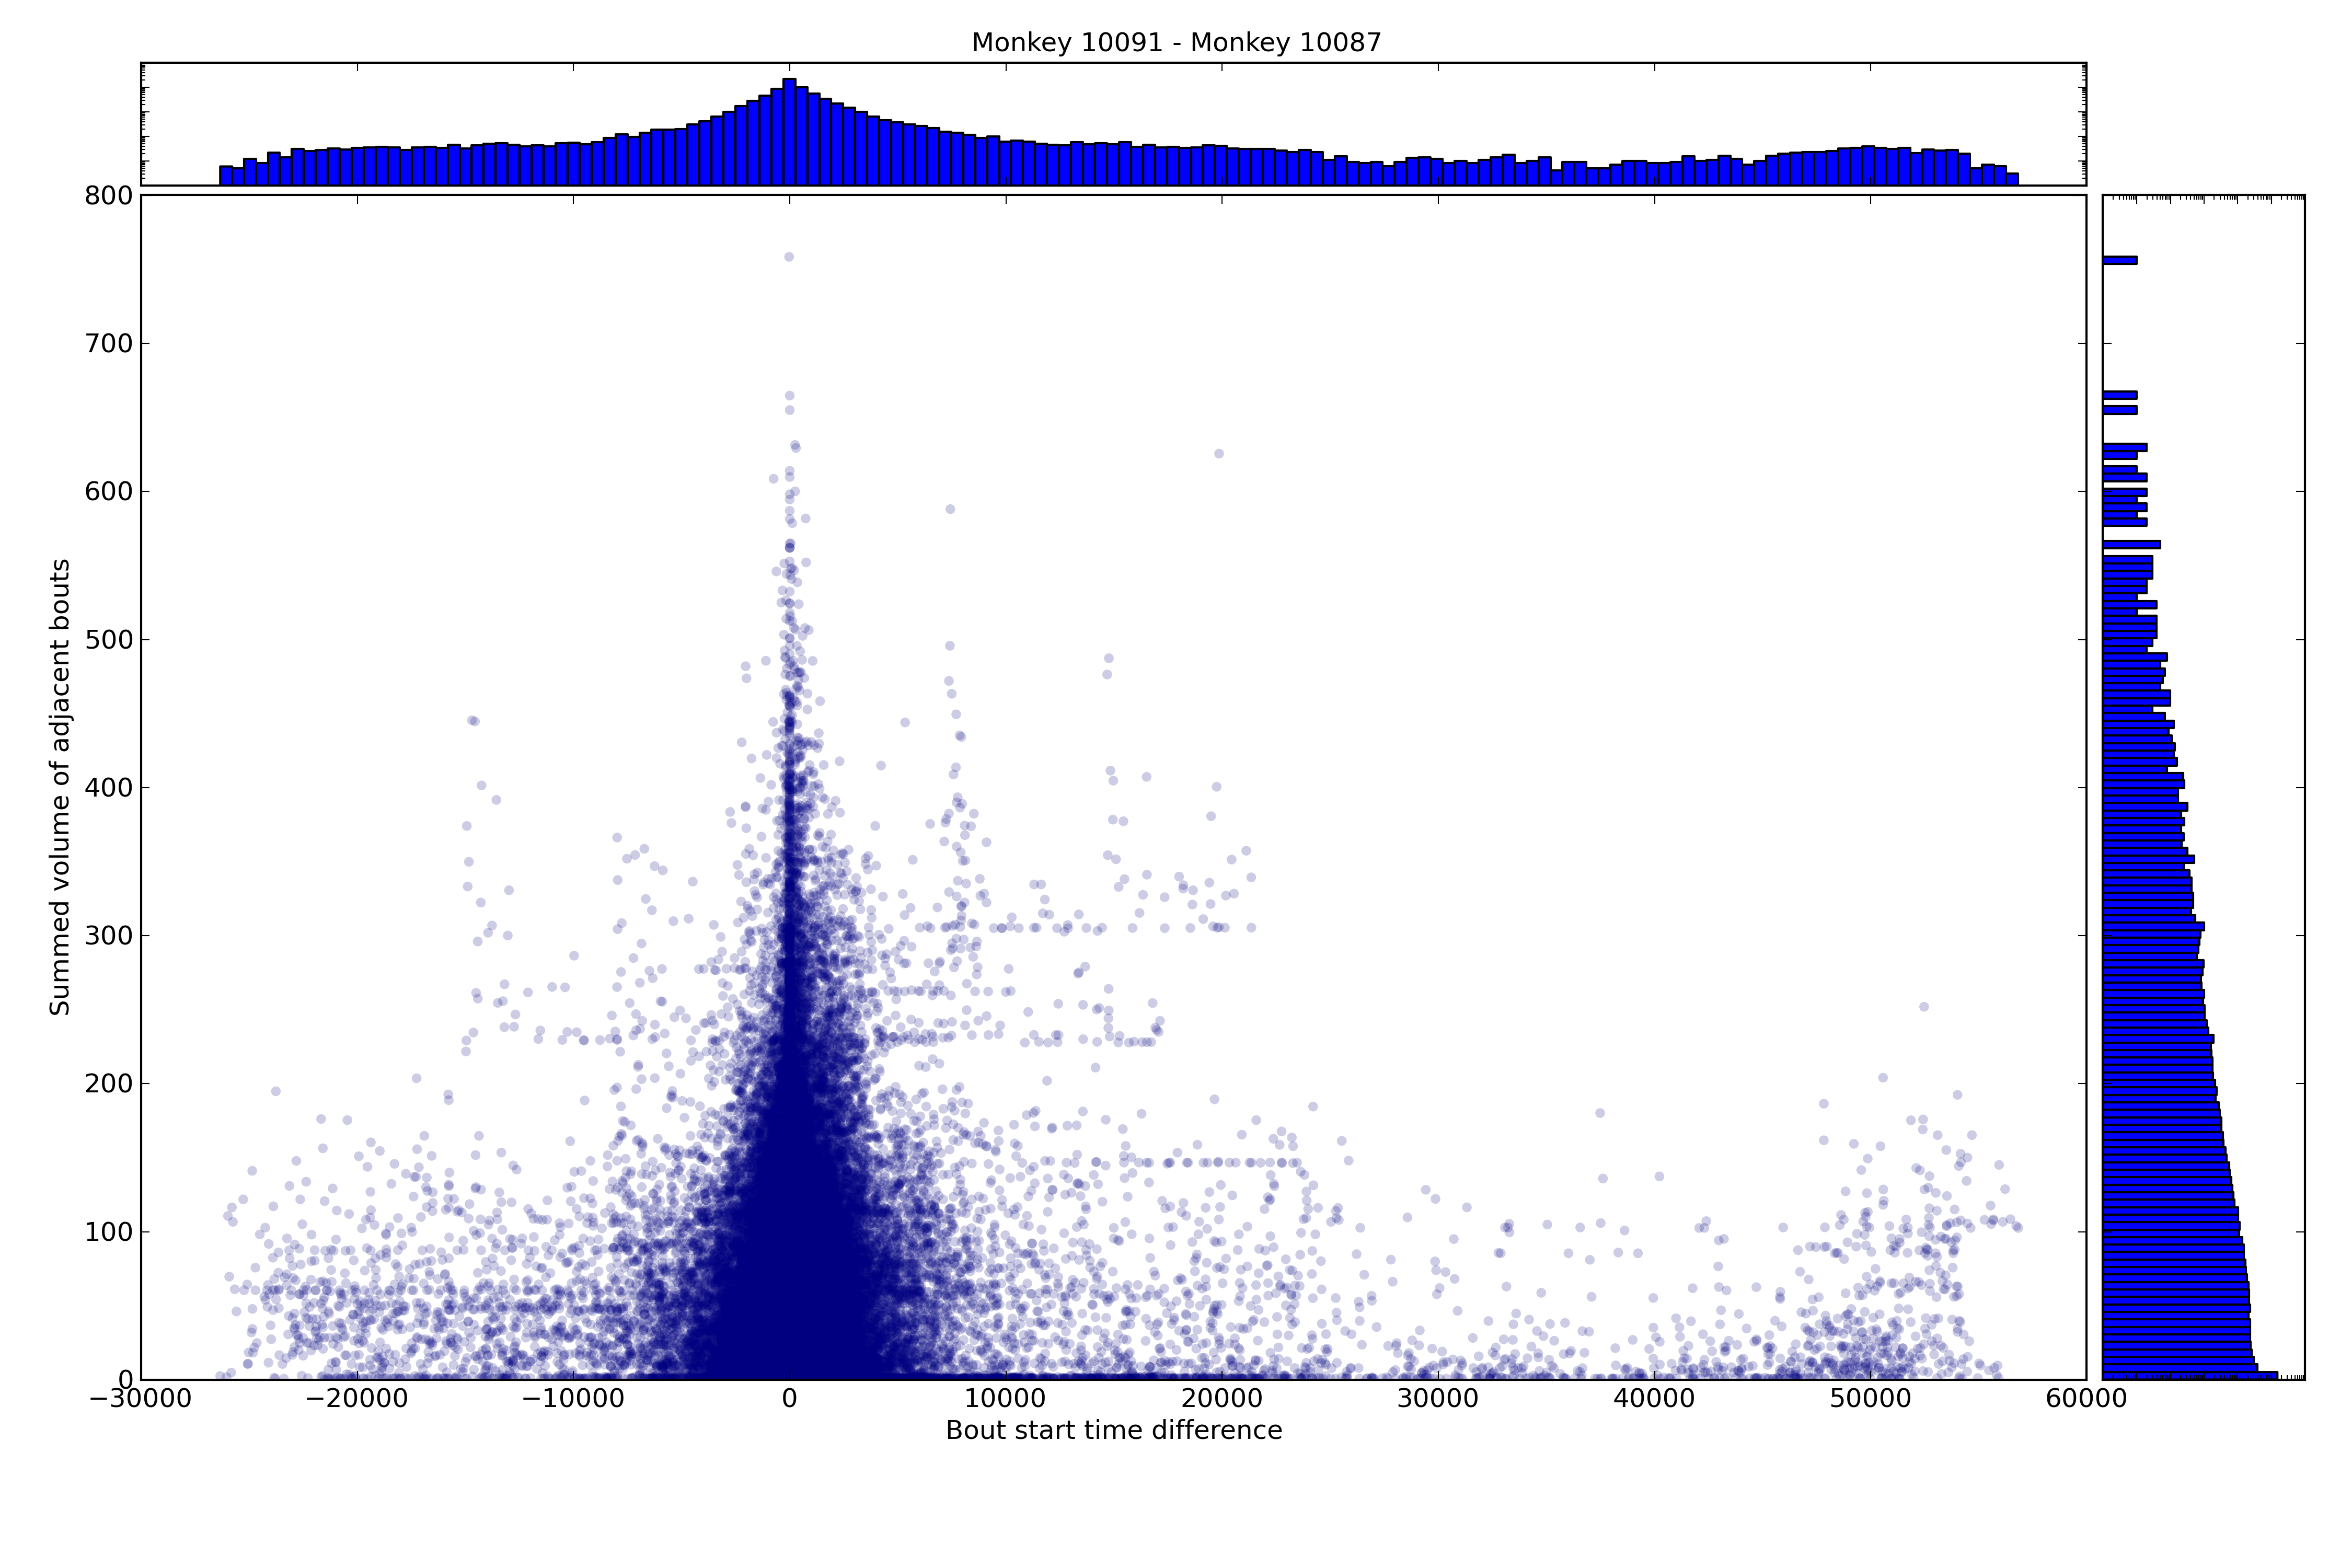 Monkey 10091 - Monkey 10087
800
700
600
500
400
300
200
100
0
Summed volume of adjacent bouts
−30000 −20000 −10000 0 10000 20000 30000 40000 50000 60000
Bout start time difference